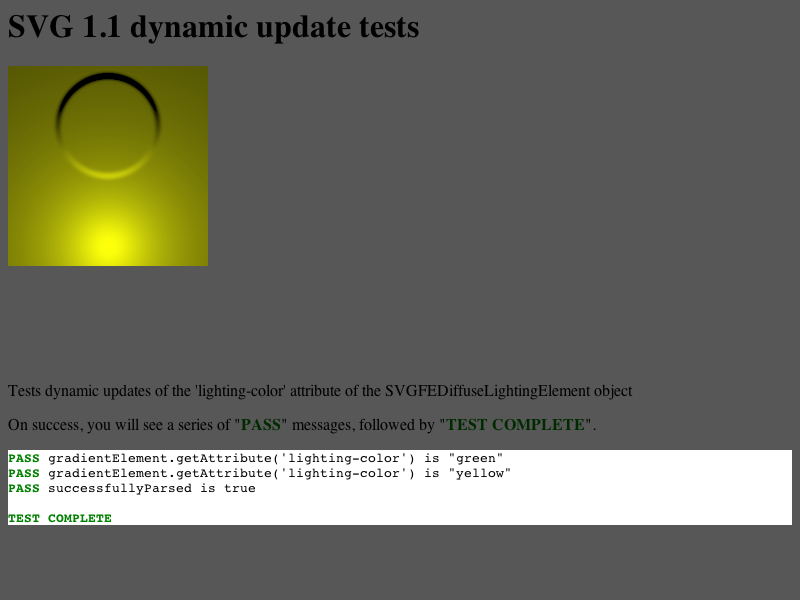 SVG 1.1 dynamic update tests
Tests dynamic updates of the 'lighting-color' attribute of the SVGFEDiffuseLightingElement object
On success, you will see a series of "PASS" messages, followed by "TEST COMPLETE".
PASS gradientElement.getAttribute('lighting-color') is "green"
PASS gradientElement.getAttribute('lighting-color') is "yellow"
PASS successfullyParsed is true
TEST COMPLETE